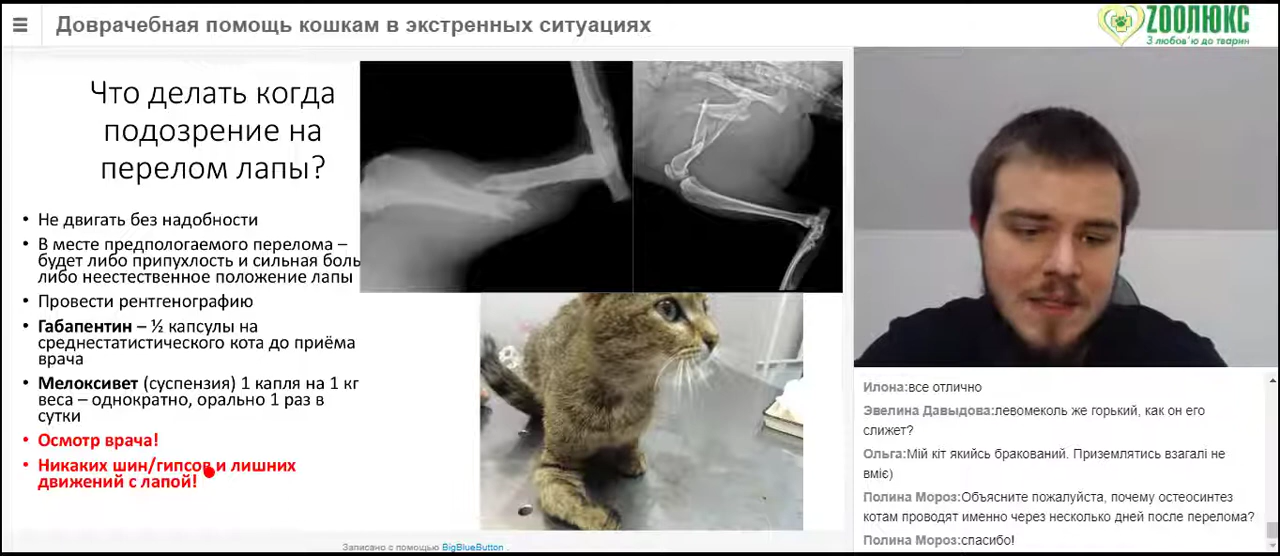 Доврачебная помощь кошкам в экстренных ситуациях
ZООЛЮКС
З любов'ю до тварин
Что делать когда
подозрение на
перелом лапы?
• Не двигать без надобности
• В месте предпологаемого перелома –
будет либо припухлость и сильная боль
либо неестественное положение лапы
• Провести рентгенографию
• Габапентин – ½ капсулы на
среднестатистического кота до приёма
врача
• Мелоксивет (суспензия) 1 капля на 1 кг
веса – однократно, орально 1 раз в
сутки
• Осмотр врача!
• Никаких шин/гипсов и лишних
движений с лапой!
Записано с помощью BigBlueButton .
Илона:все отлично
Эвелина Давыдова:левомеколь же горький, как он его
слижет?
Ольга:Мій кіт якийсь бракований. Приземлятись взагалі не
вміє)
Полина Мороз:Объясните пожалуйста, почему остеосинтез
котам проводят именно через несколько дней после перелома?
Полина Мороз:спасибо!